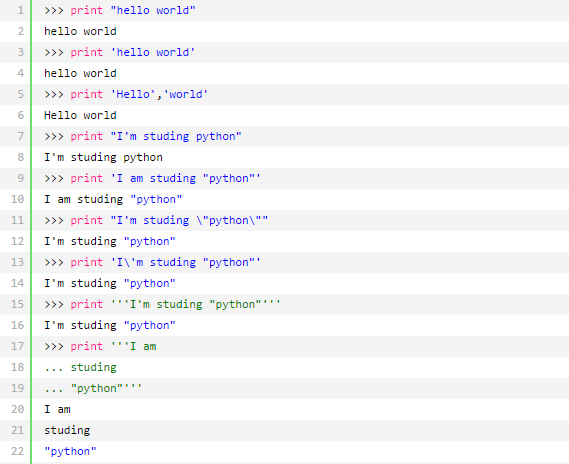 1 >>> print "hello world"
2 hello world
3 >>> print 'hello world'
4 hello world
5 >>> print 'Hello','world'
6 Hello world
7 >>> print "I'm studing python"
8 I'm studing python
9 >>> print 'I am studing "python"'
10 I am studing "python"
11 >>> print "I'm studing \"python\""
12 I'm studing "python"
13 >>> print 'I\'m studing "python"'
14 I'm studing "python"
15 >>> print '''I'm studing "python"'''
16 I'm studing "python"
17 >>> print '''I am
18 ... studing
19 ... "python"'''
20 I am
21 studing
22 "python"